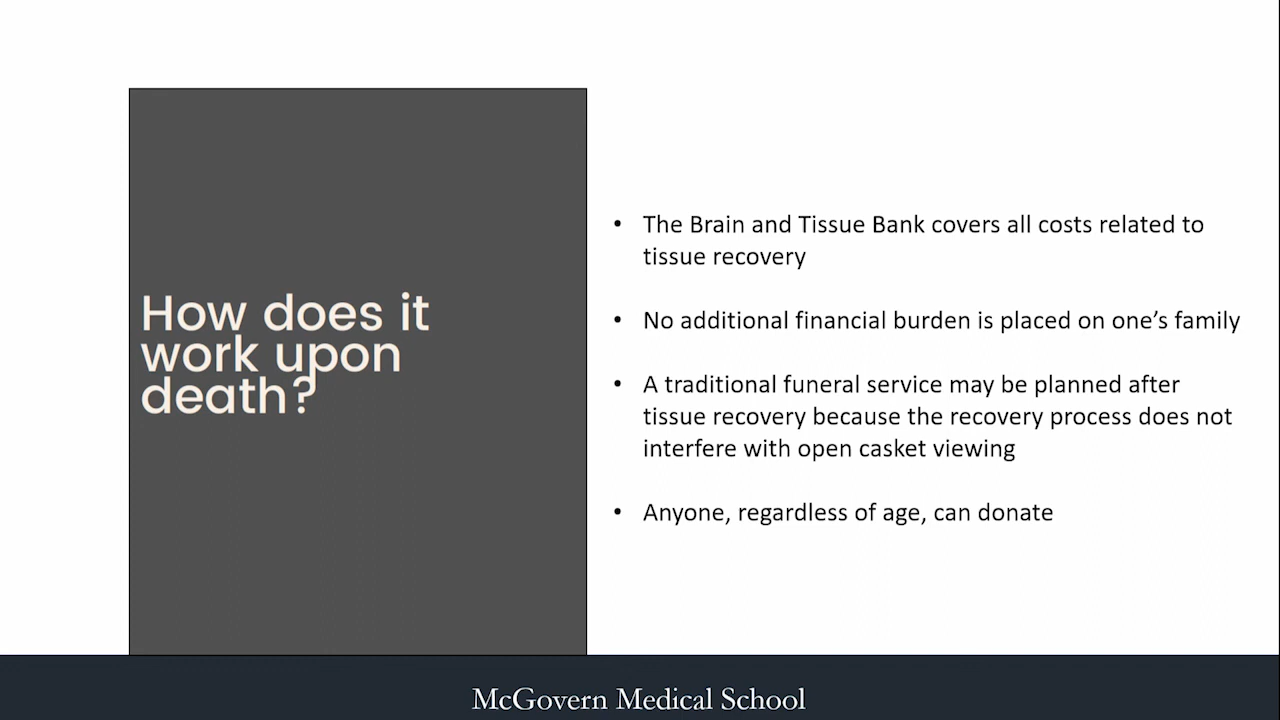 How does it
work upon
death?
• The Brain and Tissue Bank covers all costs related to
tissue recovery
• No additional financial burden is placed on one’s family
• A traditional funeral service may be planned after
tissue recovery because the recovery process does not
interfere with open casket viewing
• Anyone, regardless of age, can donate
McGovern Medical School